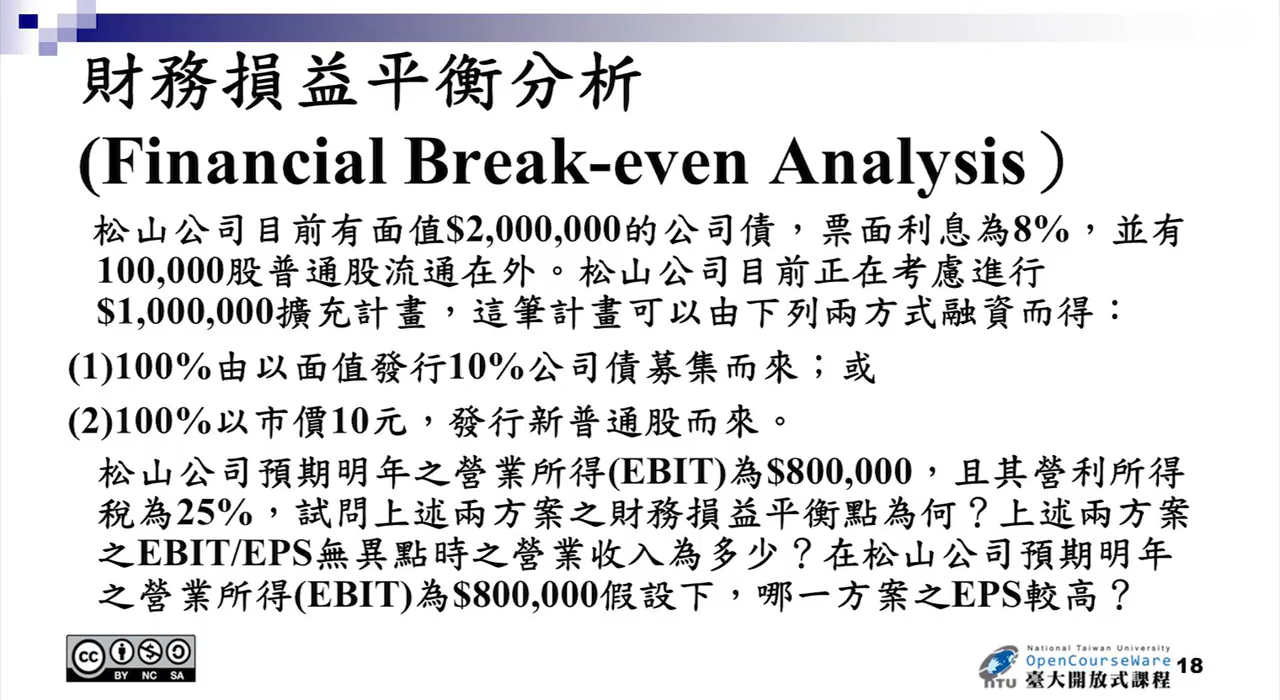 財務損益平衡分析
(Financial Break-even Analysis）
松山公司目前有面值$2,000,000的公司債，票面利息為8%，並有
100,000股普通股流通在外。松山公司目前正在考慮進行
$1,000,000擴充計畫，這筆計畫可以由下列兩方式融資而得：
(1)100%由以面值發行10%公司債募集而來；或
(2)100%以市價10元，發行新普通股而來。
松山公司預期明年之營業所得(EBIT)為$800,000，且其營利所得
稅為25%，試問上述兩方案之財務損益平衡點為何？上述兩方案
之EBIT/EPS無異點時之營業收入為多少？在松山公司預期明年
之營業所得(EBIT)為$800,000假設下，哪一方案之EPS較高？
cc
BY NC SA
NTU
National Taiwan University
OpenCourseWare
臺大開放式課程
18